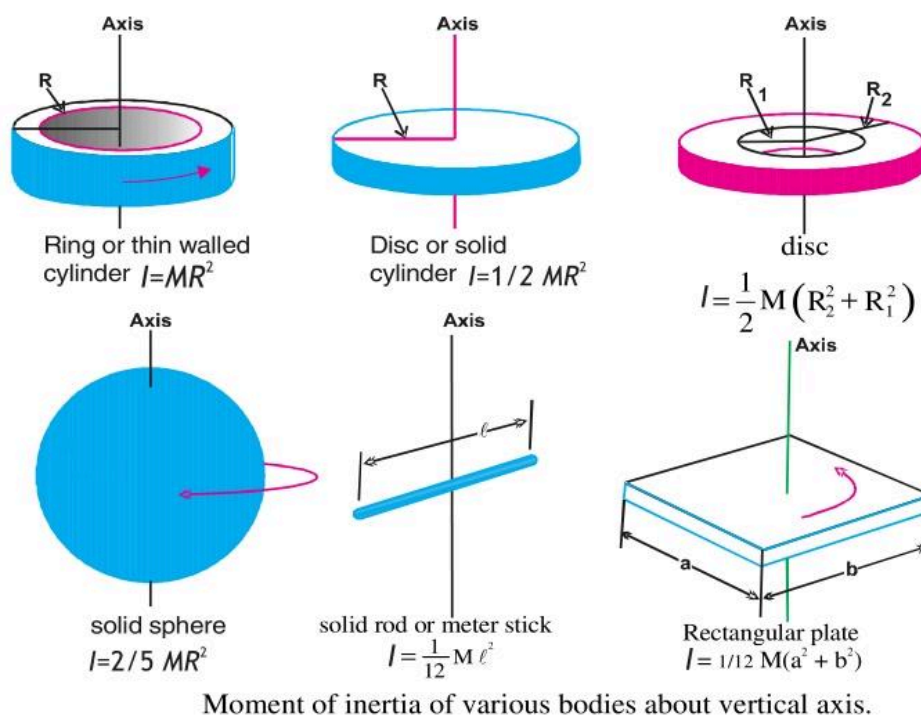 Axis
R
Ring or thin walled
cylinder I=MR²
Axis
R
Disc or solid
cylinder I=1/2 MR²
Axis
R₁
R₂
disc
I = \frac{1}{2} M (R₂² + R₁²)
Axis
solid sphere
I=2/5 MR²
Axis
ℓ
solid rod or meter stick
I = \frac{1}{12} M ℓ²
Axis
a
b
Rectangular plate
I = 1/12 M(a² + b²)
Moment of inertia of various bodies about vertical axis.